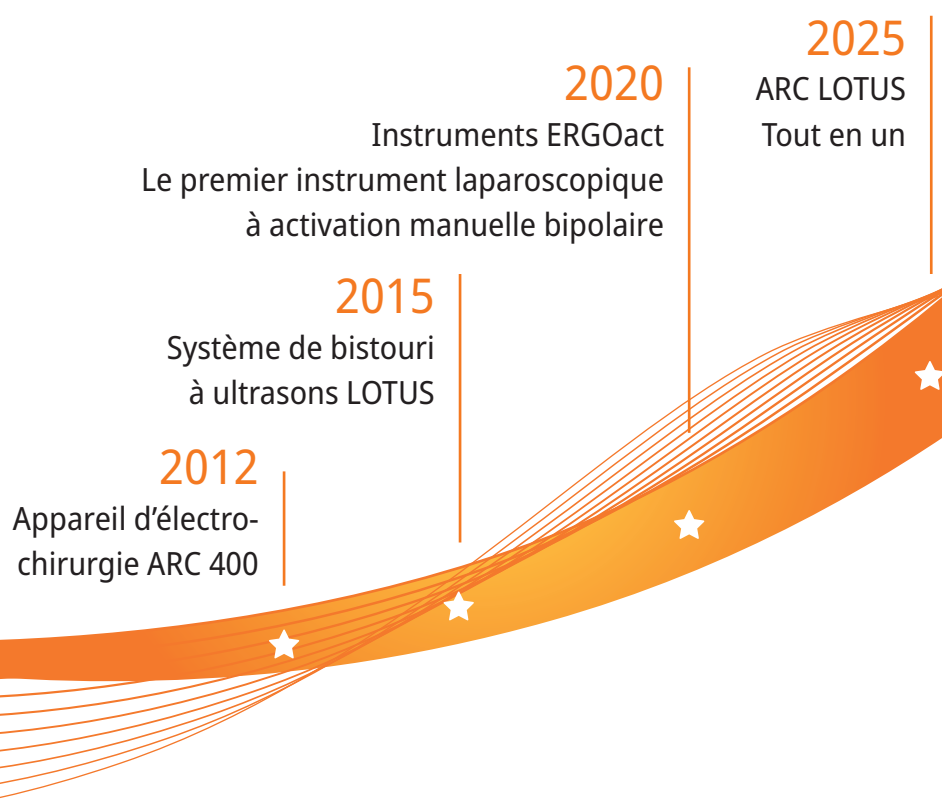 2025
ARC LOTUS
Tout en un
2020
Instruments ERGOact
Le premier instrument laparoscopique
à activation manuelle bipolaire
2015
Système de bistouri
à ultrasons LOTUS
2012
Appareil d’électro-
chirurgie ARC 400